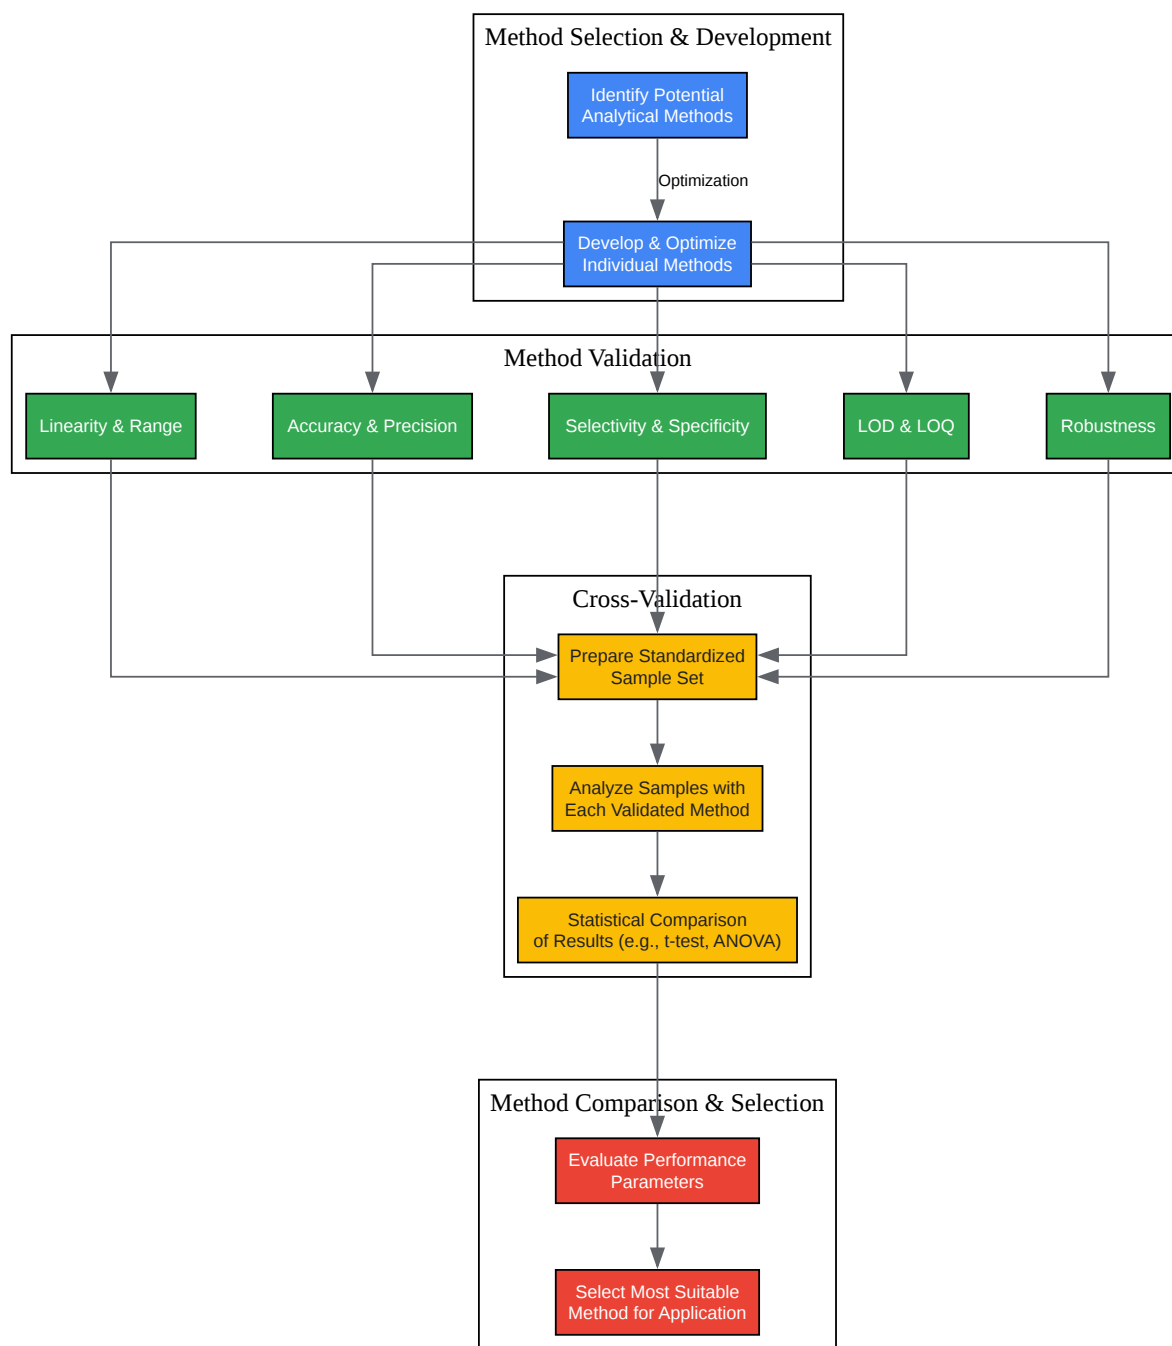 Method Selection & Development
Identify Potential
Analytical Methods
Optimization
Develop & Optimize
Individual Methods
Method Validation
Linearity & Range
Accuracy & Precision
Selectivity & Specificity
LOD & LOQ
Robustness
Cross-Validation
Prepare Standardized
Sample Set
Analyze Samples with
Each Validated Method
Statistical Comparison
of Results (e.g., t-test, ANOVA)
Method Comparison & Selection
Evaluate Performance
Parameters
Select Most Suitable
Method for Application